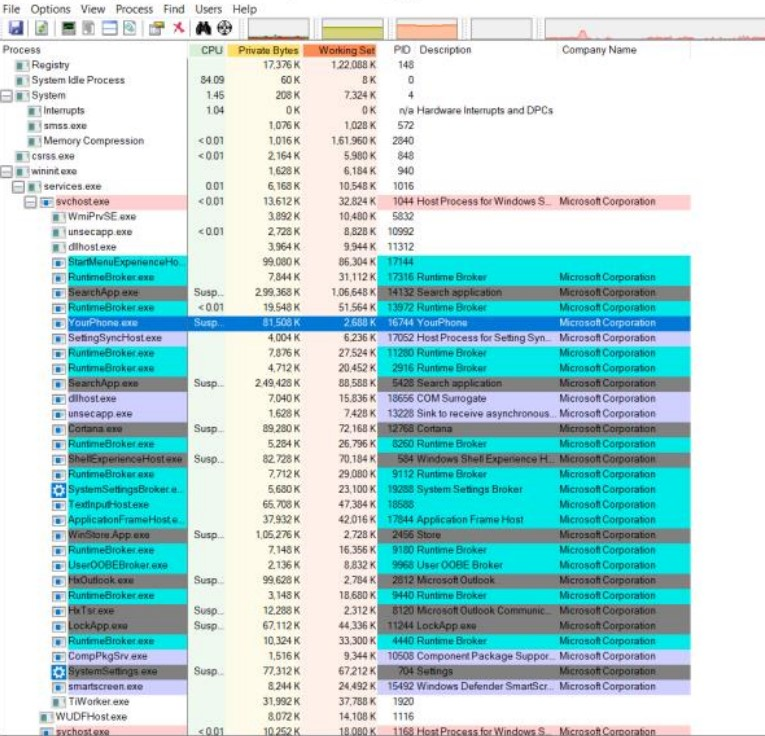 File Options View Process Find Users Help
Process CPU Private Bytes Working Set PID Description Company Name
Registry 17,376 K 1,22,088 K 148
System Idle Process 84.09 60 K 8 K 0
System 1.45 208 K 7,324 K 4
Interrupts 1.04 0 K 0 K n/a Hardware Interrupts and DPCs
smss.exe 1,076 K 1,028 K 572
Memory Compression < 0.01 1,016 K 1,61,960 K 2840
csrss.exe < 0.01 2,164 K 5,980 K 848
wininit.exe 1,628 K 6,184 K 940
services.exe 0.01 6,168 K 10,548 K 1016
svchost.exe < 0.01 13,612 K 32,824 K 1044 Host Process for Windows S... Microsoft Corporation
WmiPrvSE.exe 3,892 K 10,480 K 5832
unsecapp.exe < 0.01 2,728 K 8,828 K 10992
dllhost.exe 3,964 K 9,944 K 11312
StartMenuExperienceHo... 99,080 K 86,304 K 17144
RuntimeBroker.exe 7,844 K 31,112 K 17316 Runtime Broker Microsoft Corporation
SearchApp.exe Susp... 2,99,368 K 1,06,648 K 14132 Search application Microsoft Corporation
RuntimeBroker.exe < 0.01 19,548 K 51,564 K 13972 Runtime Broker Microsoft Corporation
YourPhone.exe Susp... 81,508 K 2,688 K 16744 YourPhone Microsoft Corporation
SettingSyncHost.exe 4,004 K 6,236 K 17052 Host Process for Setting Syn... Microsoft Corporation
RuntimeBroker.exe 7,876 K 27,524 K 11280 Runtime Broker Microsoft Corporation
RuntimeBroker.exe 4,712 K 20,452 K 2916 Runtime Broker Microsoft Corporation
SearchApp.exe Susp... 2,49,428 K 88,588 K 5428 Search application Microsoft Corporation
dllhost.exe 7,040 K 15,836 K 18656 COM Surrogate Microsoft Corporation
unsecapp.exe 1,628 K 7,428 K 13228 Sink to receive asynchronous... Microsoft Corporation
Cortana.exe Susp... 89,280 K 72,168 K 12768 Cortana Microsoft Corporation
RuntimeBroker.exe 5,284 K 26,796 K 8260 Runtime Broker Microsoft Corporation
ShellExperienceHost.exe Susp... 82,728 K 70,184 K 584 Windows Shell Experience H... Microsoft Corporation
RuntimeBroker.exe 7,712 K 29,080 K 9112 Runtime Broker Microsoft Corporation
SystemSettingsBroker.e... 5,680 K 23,100 K 19288 System Settings Broker Microsoft Corporation
TextInputHost.exe 65,708 K 47,384 K 18588 Microsoft Corporation
ApplicationFrameHost.e... 37,932 K 42,016 K 17844 Application Frame Host Microsoft Corporation
WinStore.App.exe Susp... 1,05,276 K 2,728 K 2456 Store Microsoft Corporation
RuntimeBroker.exe 7,148 K 16,356 K 9180 Runtime Broker Microsoft Corporation
UserOOBEBroker.exe 2,136 K 8,832 K 9968 User OOBE Broker Microsoft Corporation
HxOutlook.exe Susp... 99,628 K 2,784 K 2812 Microsoft Outlook Microsoft Corporation
RuntimeBroker.exe 3,148 K 18,680 K 9440 Runtime Broker Microsoft Corporation
HxTsr.exe Susp... 12,288 K 2,312 K 8120 Microsoft Outlook Communic... Microsoft Corporation
LockApp.exe Susp... 67,112 K 44,336 K 11244 LockApp.exe Microsoft Corporation
RuntimeBroker.exe 10,324 K 33,300 K 4440 Runtime Broker Microsoft Corporation
CompPkgSrv.exe 1,516 K 9,344 K 10508 Component Package Suppor... Microsoft Corporation
SystemSettings.exe Susp... 77,312 K 67,212 K 704 Settings Microsoft Corporation
smartscreen.exe 8,244 K 24,492 K 15492 Windows Defender SmartScr... Microsoft Corporation
TiWorker.exe 31,992 K 37,788 K 1920
WUDFHost.exe 8,072 K 14,108 K 1116
svchost.exe < 0.01 10,252 K 18,080 K 1168 Host Process for Windows S... Microsoft Corporation